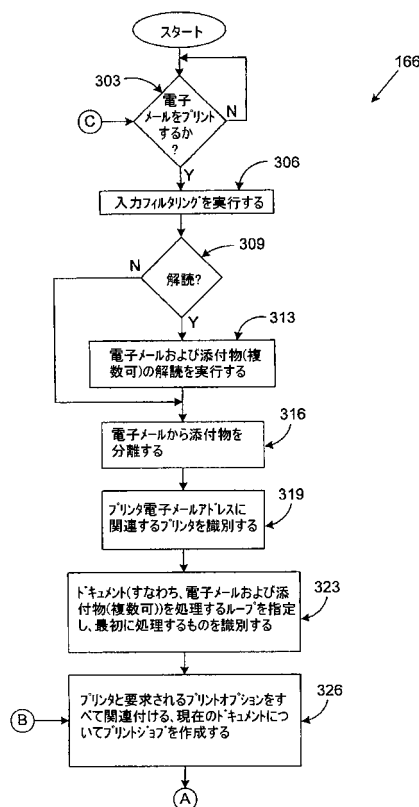 スタート
166
303
電子
メールをプリント
するか
?
N
C
Y
306
入力フィルタリングを実行する
309
N
解読?
Y
313
電子メールおよび添付物(複
数可)の解読を実行する
316
電子メールから添付物を
分離する
319
プリンタ電子メールアドレスに
関連するプリンタを識別する
ドキュメント(すなわち、電子メールおよび添
付物(複数可))を処理するループを指定
し、最初に処理するものを識別する
323
326
プリンタと要求されるプリントオプションをす
べて関連付ける、現在のドキュメントにつ
いてプリントジョブを作成する
B
A